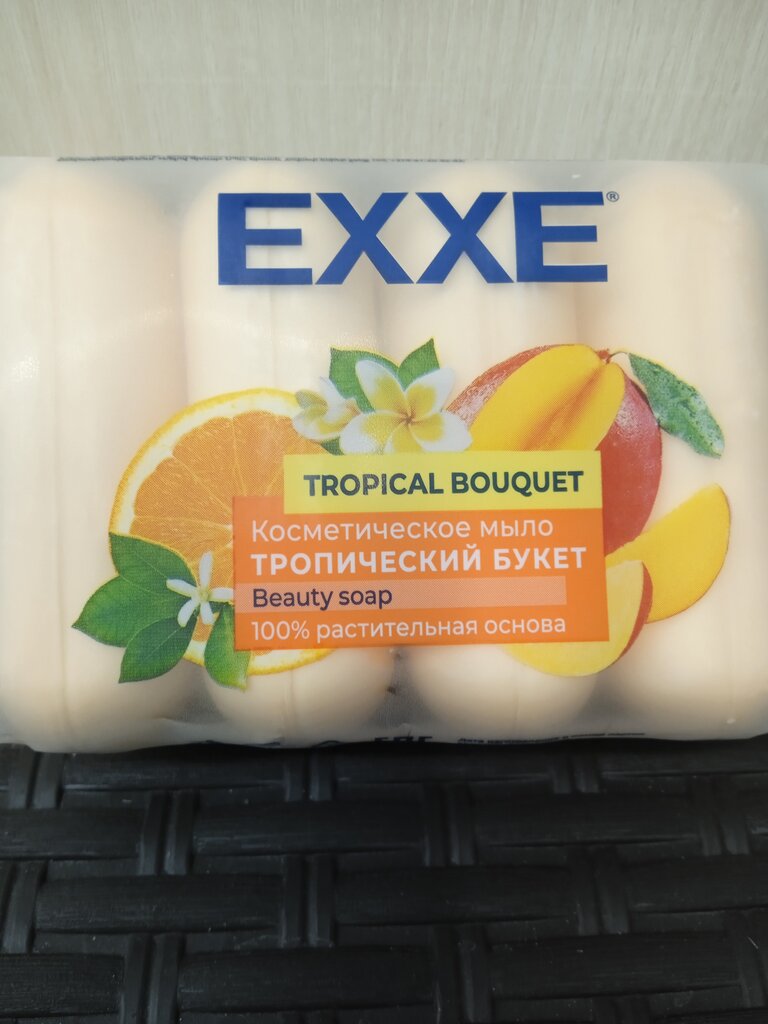 EXXE®
TROPICAL BOUQUET
Косметическое мыло
ТРОПИЧЕСКИЙ БУКЕТ
Beauty soap
100% растительная основа